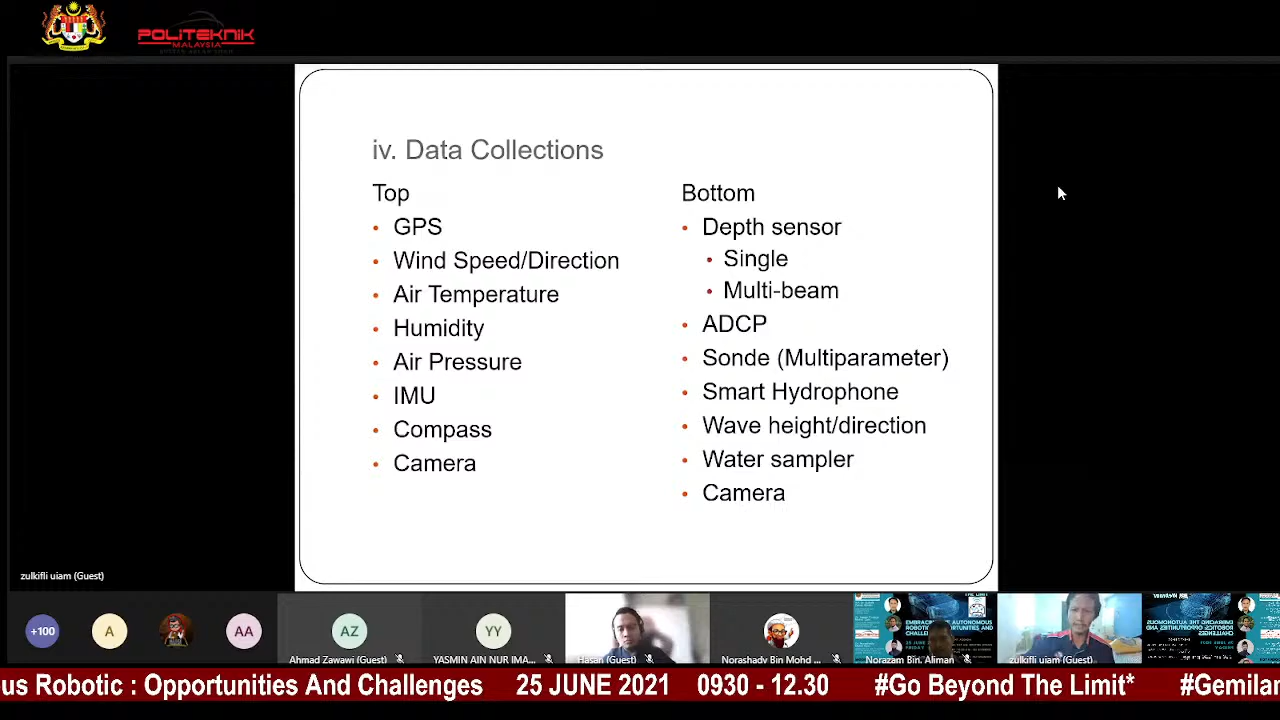 POLITEKNIK
MALAYSIA
iv. Data Collections
Top
• GPS
• Wind Speed/Direction
• Air Temperature
• Humidity
• Air Pressure
• IMU
• Compass
• Camera
Bottom
• Depth sensor
• Single
• Multi-beam
• ADCP
• Sonde (Multiparameter)
• Smart Hydrophone
• Wave height/direction
• Water sampler
• Camera
zulkifli uiam (Guest)
+100
A
AA
AZ
Ahmad Zawawi (Guest)
YY
YASMIN AIN NUR IMA...
Hasan (Guest)
Norashady Bin Mohd ...
Norazam Bin. Aliman
zulkifli uiam (Guest)
us Robotic : Opportunities And Challenges 25 JUNE 2021 0930 - 12.30 #Go Beyond The Limit* #Gemilan